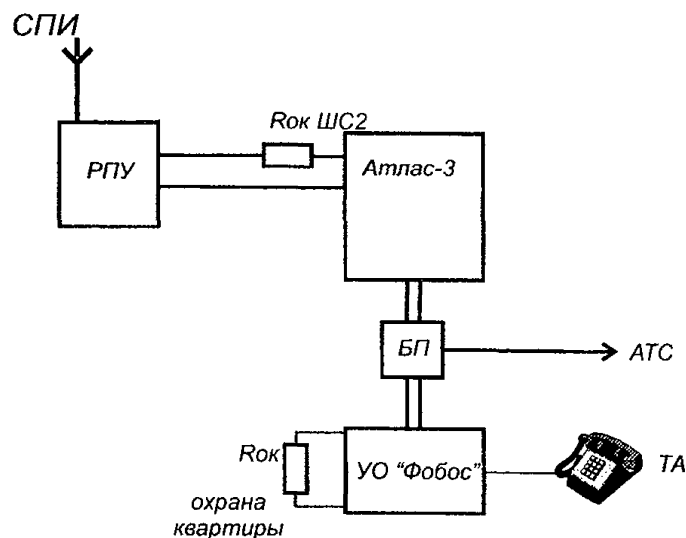 СПИ
Rок ШС2
РПУ
Атлас-3
БП
АТС
Rок
УО "Фобос"
ТА
охрана
квартиры